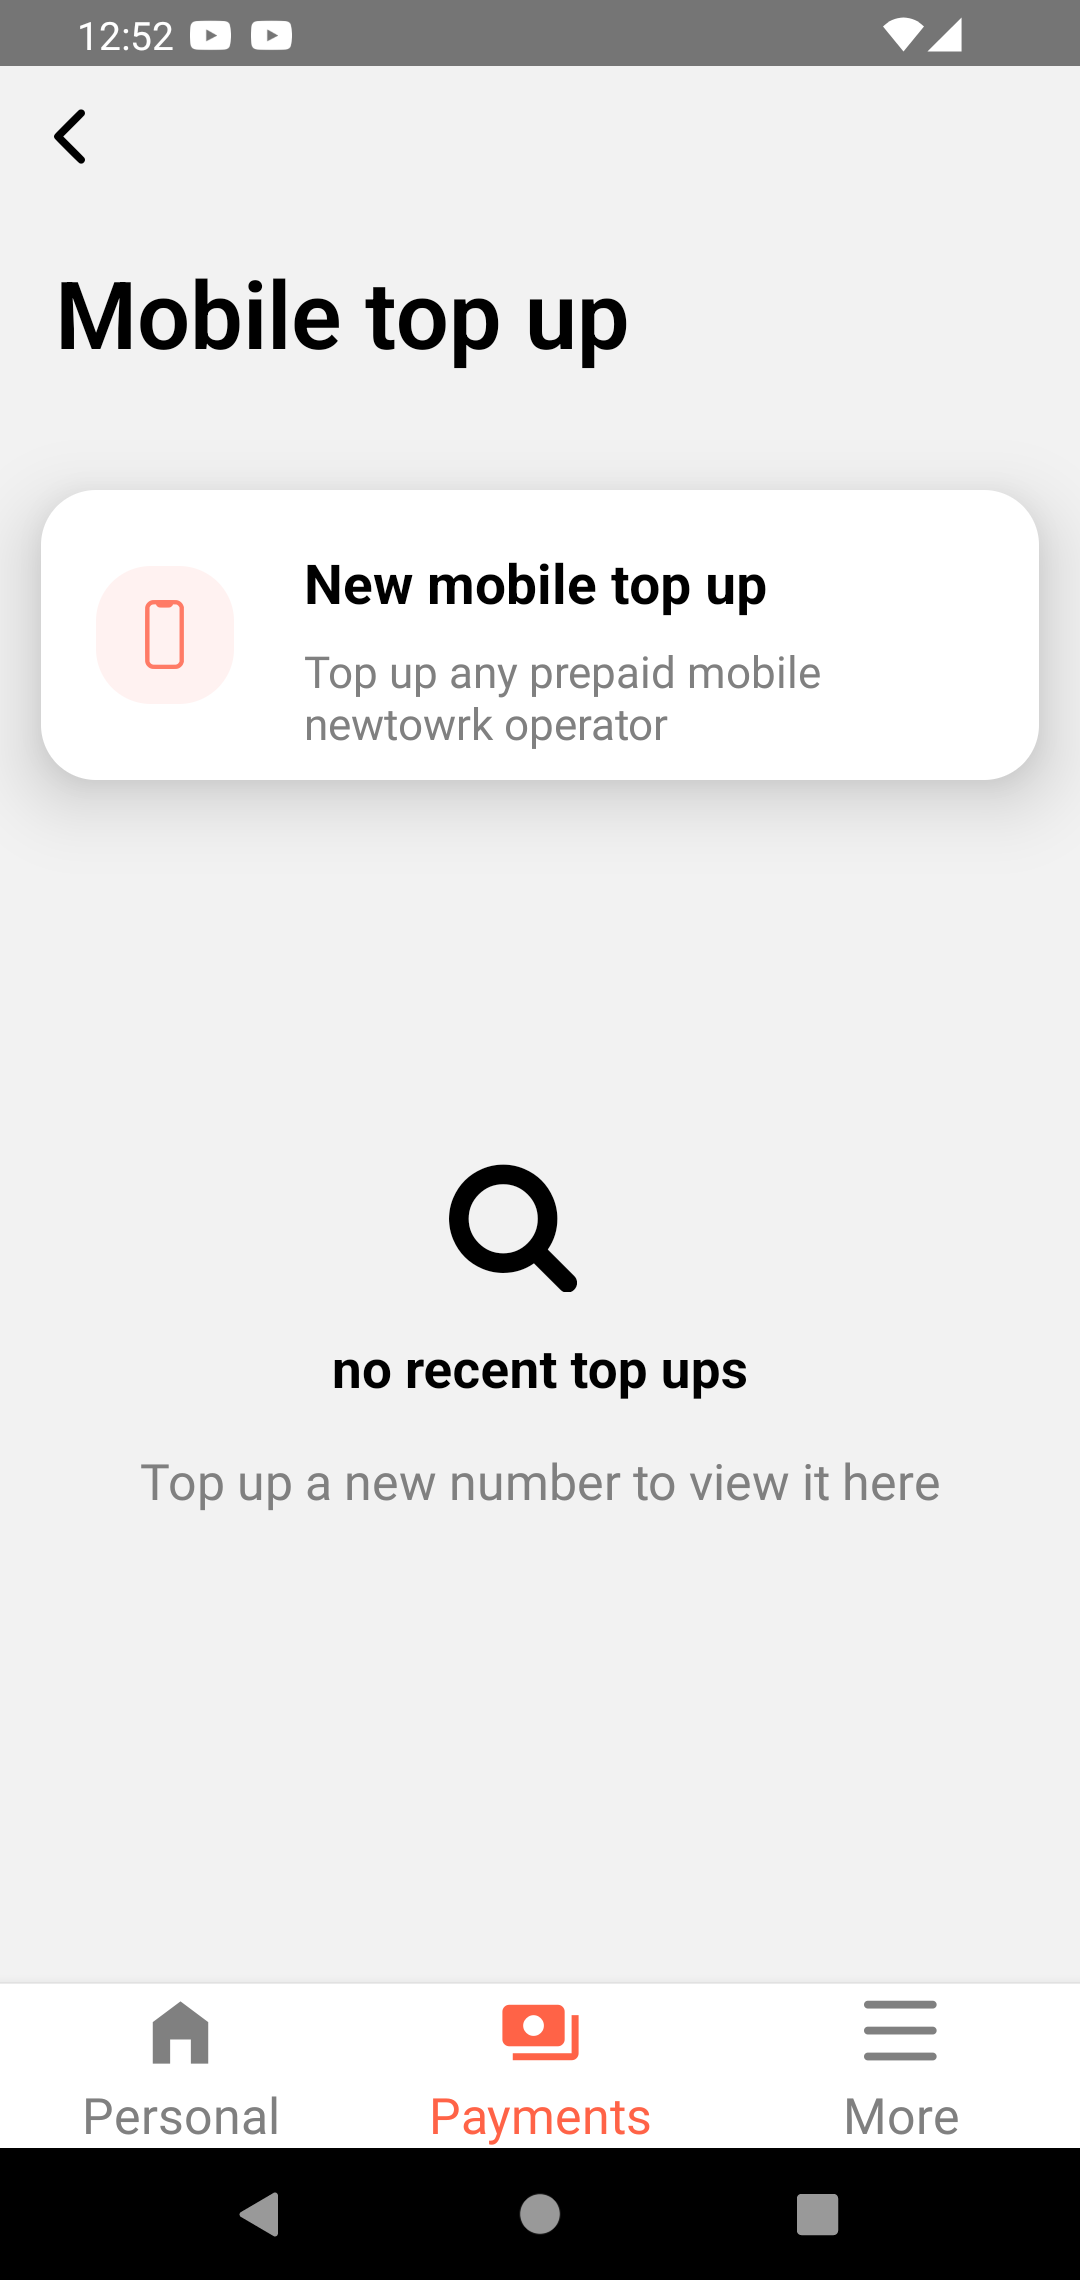 12:52
Mobile top up
New mobile top up
Top up any prepaid mobile
newtowrk operator
no recent top ups
Top up a new number to view it here
Personal
Payments
More